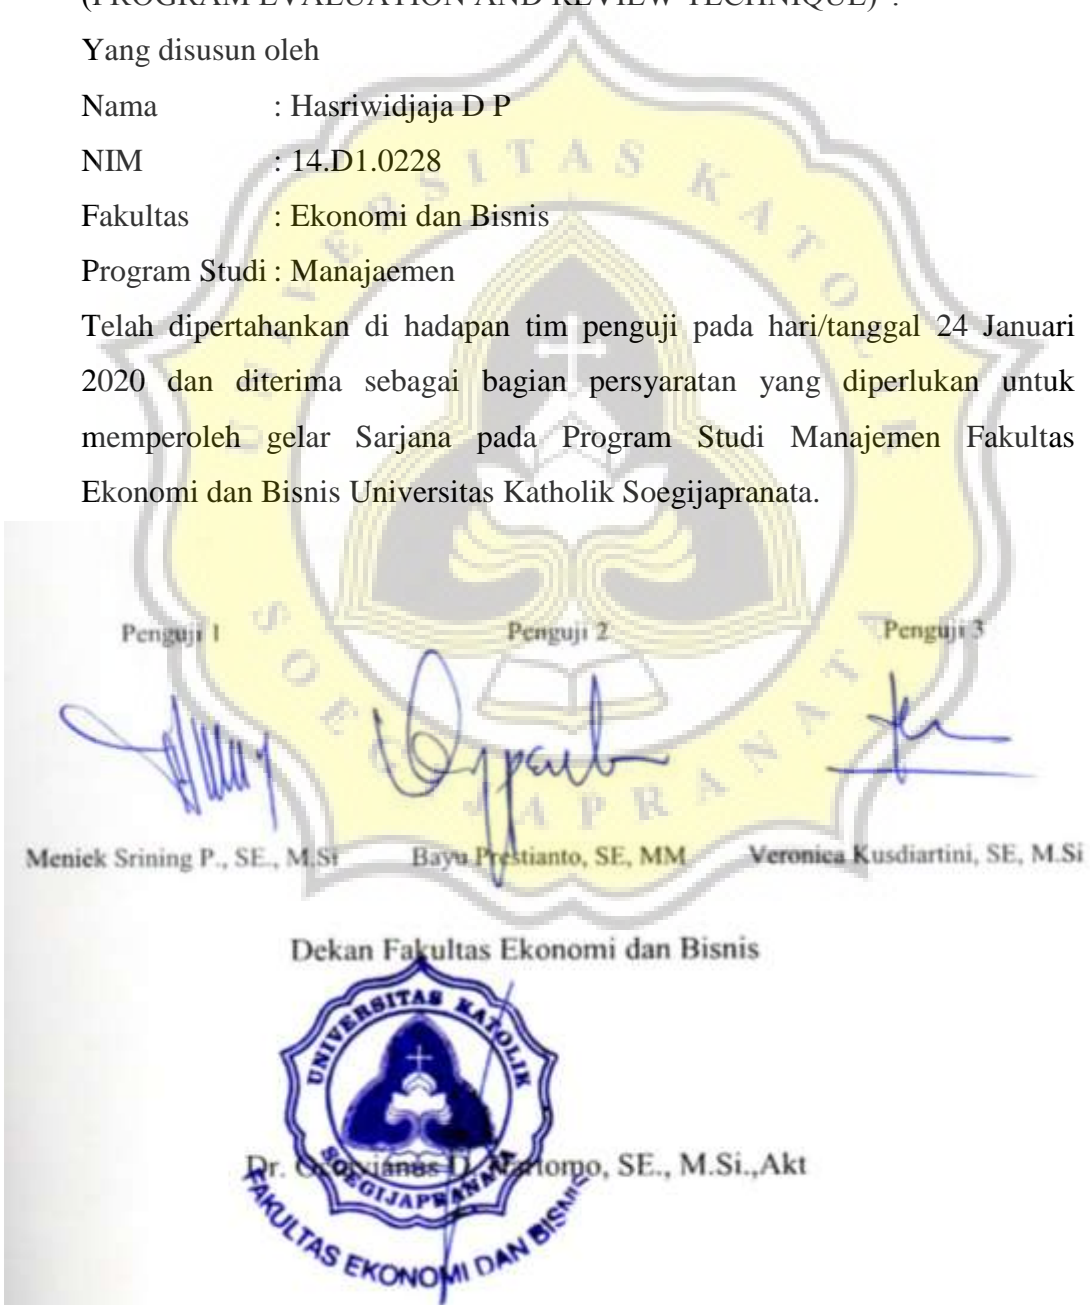 (PROGRAM EVALUATION AND REVIEW TECHNIQUE)".
Yang disusun oleh
Nama : Hasriwidjaja D P
NIM : 14.D1.0228
Fakultas : Ekonomi dan Bisnis
Program Studi : Manajaemen
Telah dipertahankan di hadapan tim penguji pada hari/tanggal 24 Januari
2020 dan diterima sebagai bagian persyaratan yang diperlukan untuk
memperoleh gelar Sarjana pada Program Studi Manajemen Fakultas
Ekonomi dan Bisnis Universitas Katholik Soegijapranata.
UNIVERSITAS KATOLIK
SOEGIJAPRANATA
Penguji 1 Penguji 2 Penguji 3
Meniek Srining P., SE., M.Si Bayu Prestianto, SE, MM Veronica Kusdiartini, SE, M.Si
Dekan Fakultas Ekonomi dan Bisnis
UNIVERSITAS KATOLIK
SOEGIJAPRANATA
Dr. D. SE., M.Si.,Akt
FAKULTAS EKONOMI DAN BISNIS